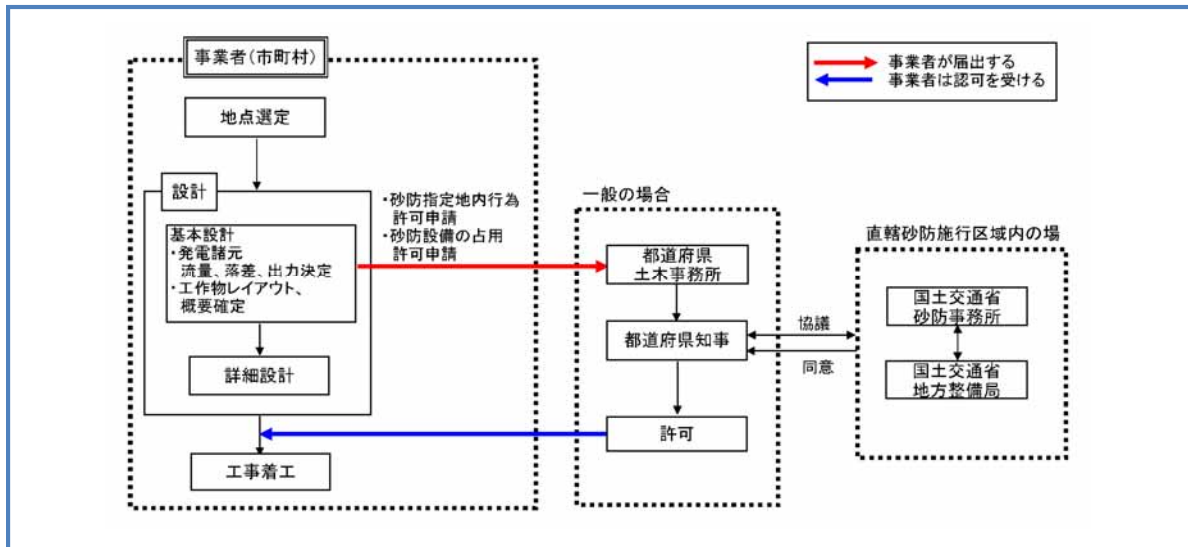 事業者(市町村)
地点選定
設計
基本設計
・発電諸元
流量、落差、出力決定
・工作物レイアウト、
概要確定
詳細設計
工事着工
・砂防指定地内行為
許可申請
・砂防設備の占用
許可申請
一般の場合
都道府県
土木事務所
都道府県知事
許可
協議
同意
直轄砂防施行区域内の場
国土交通省
砂防事務所
国土交通省
地方整備局
事業者が届出する
事業者は認可を受ける